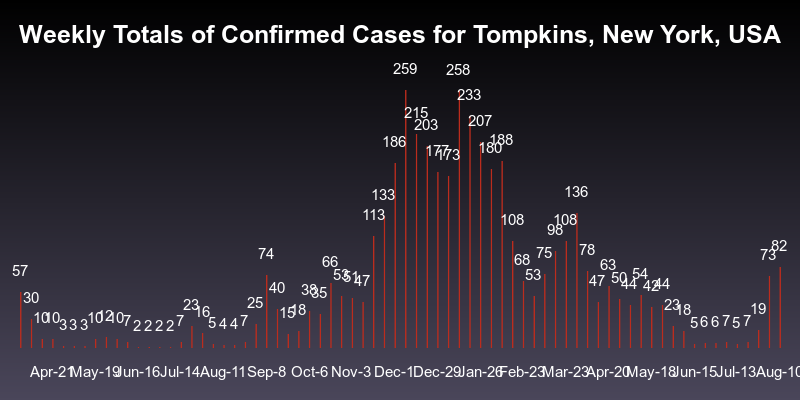 Weekly Totals of Confirmed Cases for Tompkins, New York, USA
57 30 10 10 3 3 3 10 12 10 7 2 2 2 2 7 23 16 5 4 4 7 25 74 40 15 18 38 35 66 53 51 47 113 133 186 259 215 203 177 173 258 233 207 180 188 108 68 53 75 98 108 136 78 47 63 50 44 54 42 44 23 18 5 6 6 7 5 7 19 73 82
Apr-21 May-19 Jun-16 Jul-14 Aug-11 Sep-8 Oct-6 Nov-3 Dec-1 Dec-29 Jan-26 Feb-23 Mar-23 Apr-20 May-18 Jun-15 Jul-13 Aug-10